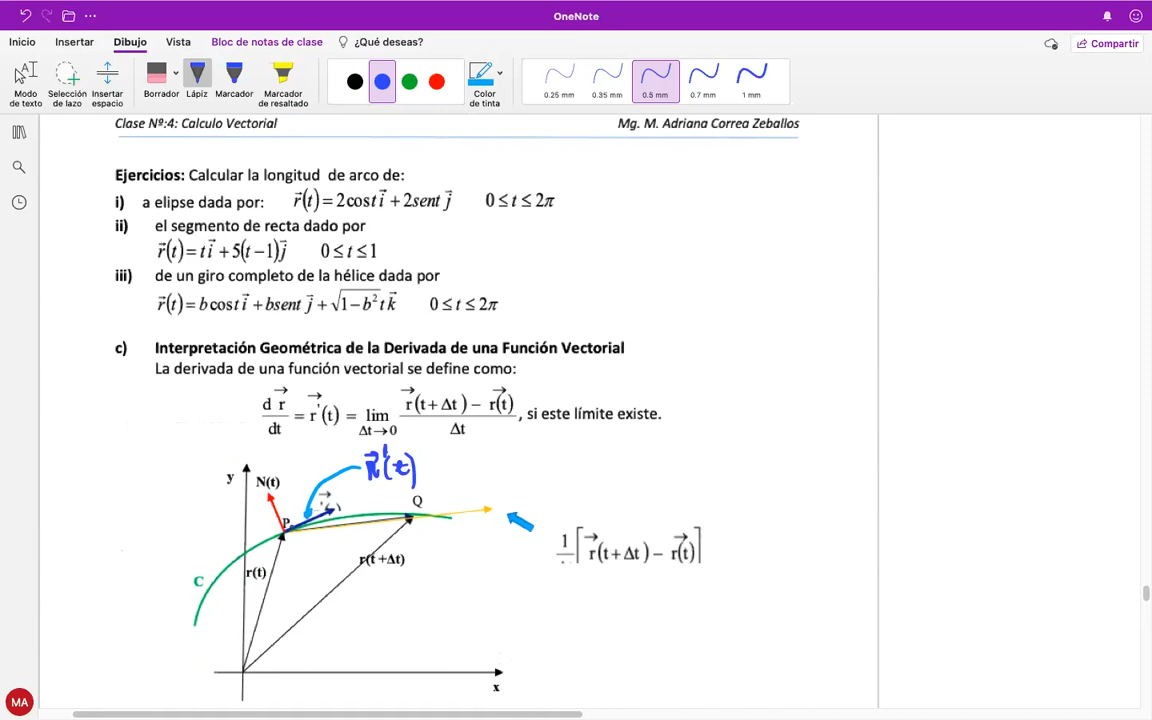 OneNote
Inicio Insertar Dibujo Vista Bloc de notas de clase ¿Qué deseas? Compartir
Modo de texto
Selección de lazo
Insertar espacio
Borrador
Lápiz
Marcador
Marcador de resaltado
Color de tinta
0.25 mm 0.35 mm 0.5 mm 0.7 mm 1 mm
Clase Nº:4: Calculo Vectorial Mg. M. Adriana Correa Zeballos
Ejercicios: Calcular la longitud de arco de:
i) a elipse dada por: r⃗(t) = 2cost i⃗ + 2sent j⃗ 0 ≤ t ≤ 2π
ii) el segmento de recta dado por
r⃗(t) = t i⃗ + 5(t − 1) j⃗ 0 ≤ t ≤ 1
iii) de un giro completo de la hélice dada por
r⃗(t) = b cost i⃗ + bsent j⃗ + √(1 − b²) t k⃗ 0 ≤ t ≤ 2π
c) Interpretación Geométrica de la Derivada de una Función Vectorial
La derivada de una función vectorial se define como:
d r⃗ / dt = r⃗'(t) = lim Δt→0 (r⃗(t + Δt) − r⃗(t)) / Δt , si este límite existe.
r⃗'(t)
y
N(t)
Q
P
1 [ r⃗(t + Δt) − r⃗(t) ]
r(t + Δt)
r(t)
C
x
MA